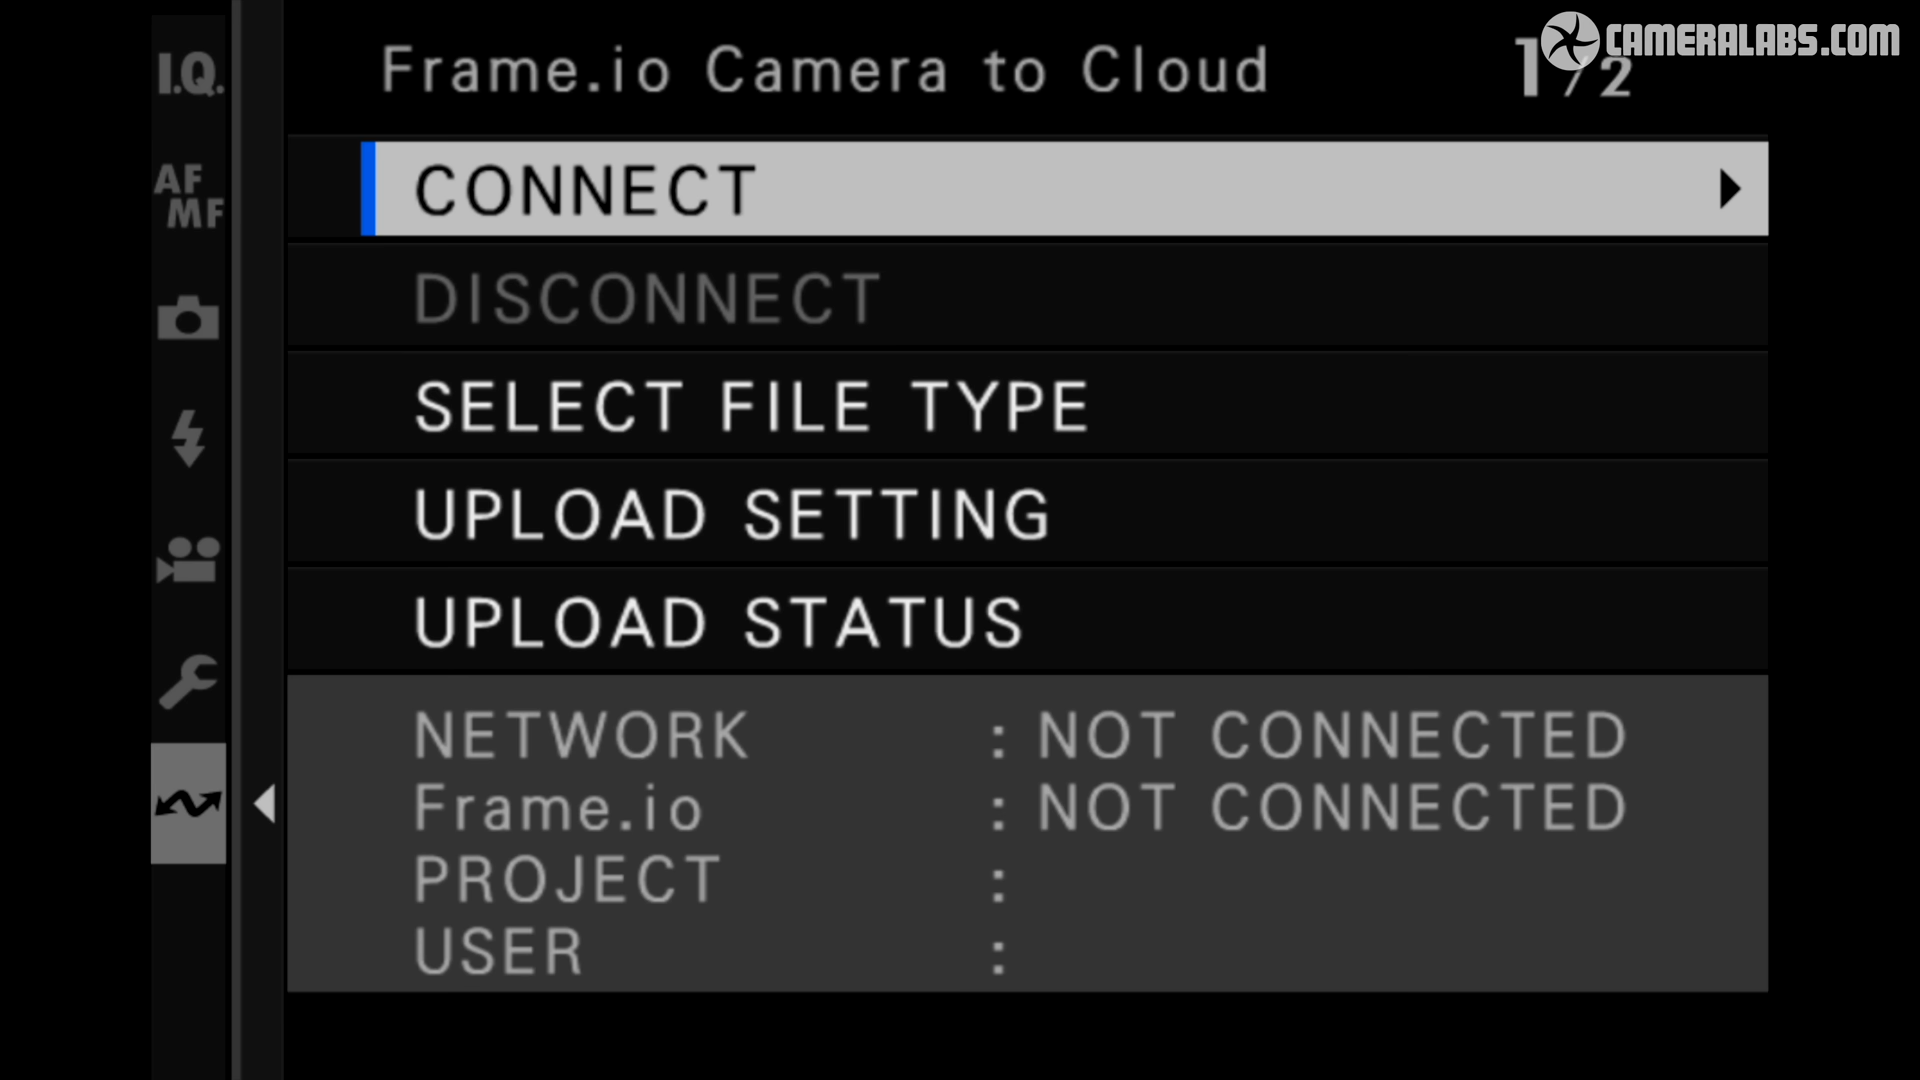 CAMERALABS.COM
I.Q.
AF
MF
Frame.io Camera to Cloud 1/2
CONNECT
DISCONNECT
SELECT FILE TYPE
UPLOAD SETTING
UPLOAD STATUS
NETWORK : NOT CONNECTED
Frame.io : NOT CONNECTED
PROJECT :
USER :